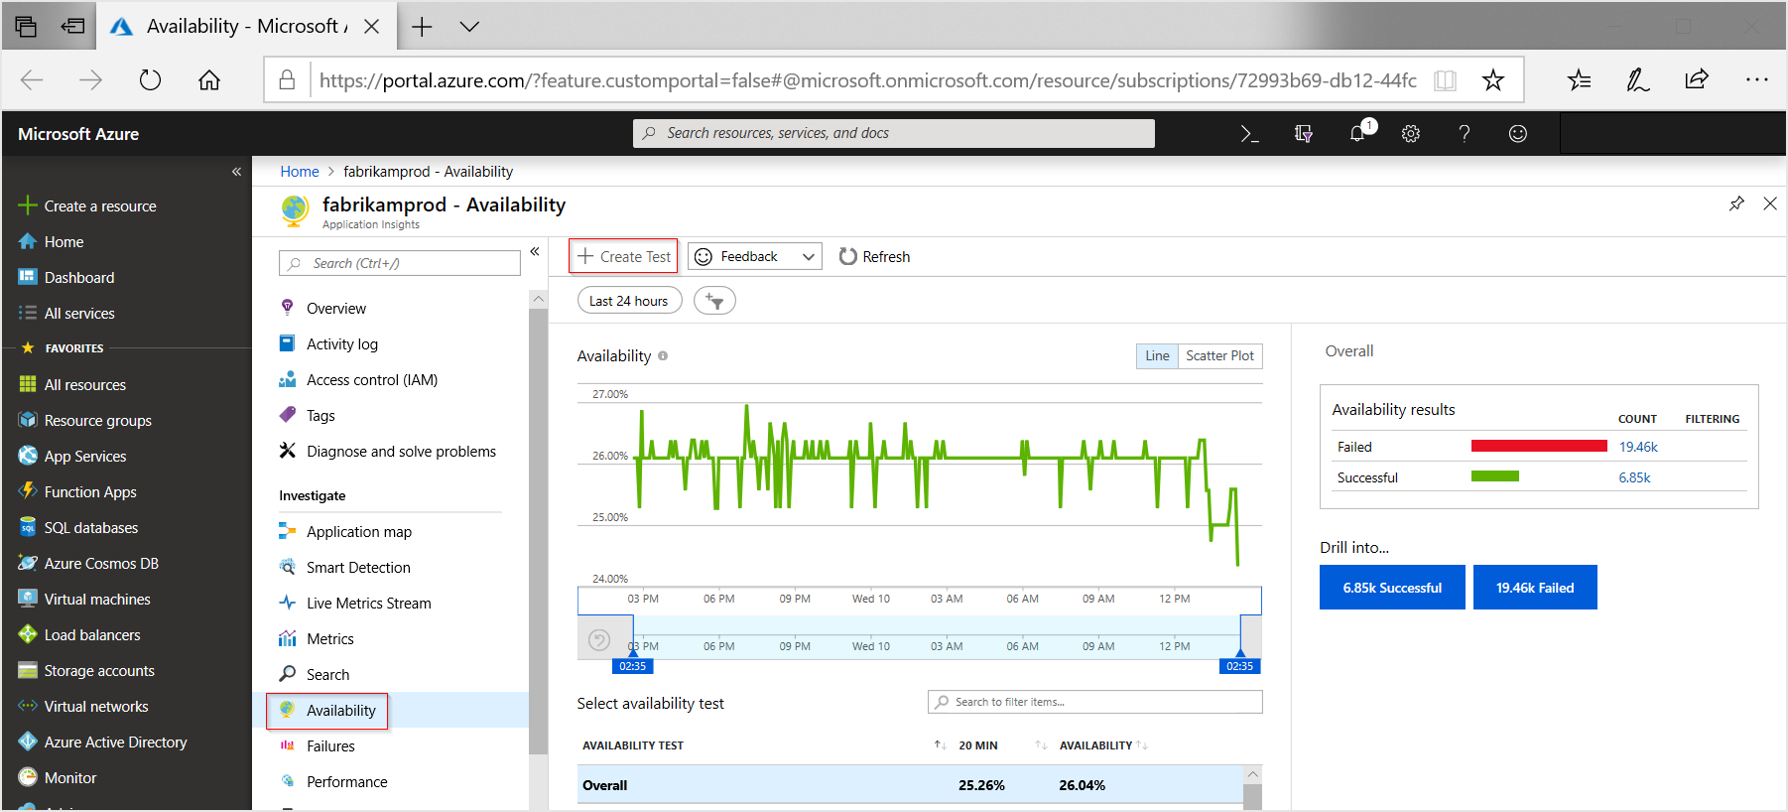 Availability - Microsoft A
https://portal.azure.com/?feature.customportal=false#@microsoft.onmicrosoft.com/resource/subscriptions/72993b69-db12-44fc
Microsoft Azure
Search resources, services, and docs
1
Create a resource
Home
Dashboard
All services
FAVORITES
All resources
Resource groups
App Services
Function Apps
SQL databases
Azure Cosmos DB
Virtual machines
Load balancers
Storage accounts
Virtual networks
Azure Active Directory
Monitor
Home > fabrikamprod - Availability
fabrikamprod - Availability
Application Insights
Search (Ctrl+/)
Overview
Activity log
Access control (IAM)
Tags
Diagnose and solve problems
Investigate
Application map
Smart Detection
Live Metrics Stream
Metrics
Search
Availability
Failures
Performance
Create Test
Feedback
Refresh
Last 24 hours
Availability
Line Scatter Plot
27.00%
26.00%
25.00%
24.00%
03 PM 06 PM 09 PM Wed 10 03 AM 06 AM 09 AM 12 PM
03 PM 06 PM 09 PM Wed 10 03 AM 06 AM 09 AM 12 PM
02:35 02:35
Select availability test
Search to filter items...
AVAILABILITY TEST 20 MIN AVAILABILITY
Overall 25.26% 26.04%
Overall
Availability results COUNT FILTERING
Failed 19.46k
Successful 6.85k
Drill into...
6.85k Successful 19.46k Failed